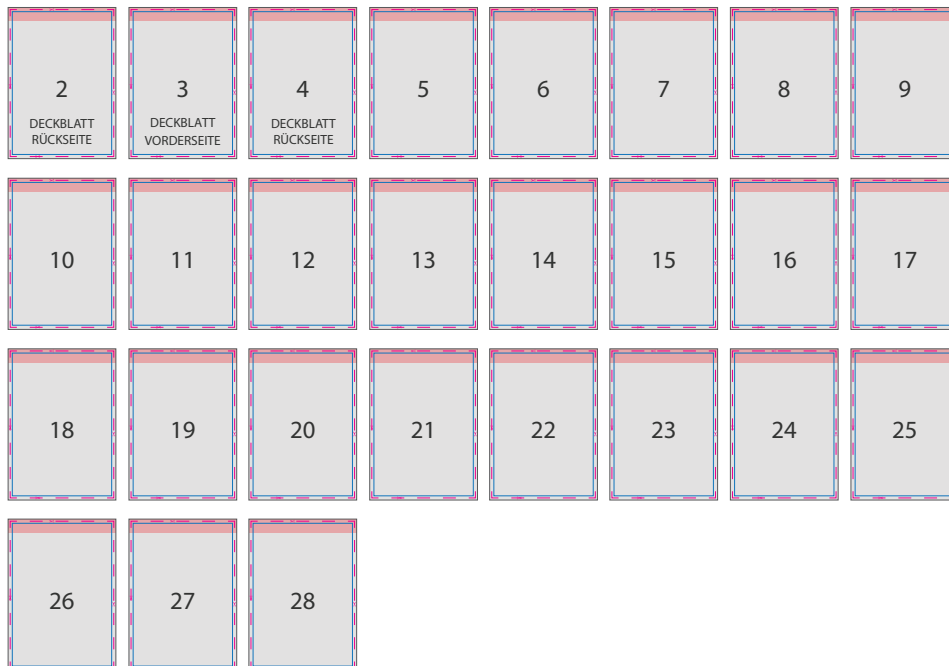 2 3 4 5 6 7 8 9
DECKBLATT DECKBLATT DECKBLATT
RÜCKSEITE VORDERSEITE RÜCKSEITE
10 11 12 13 14 15 16 17
18 19 20 21 22 23 24 25
26 27 28